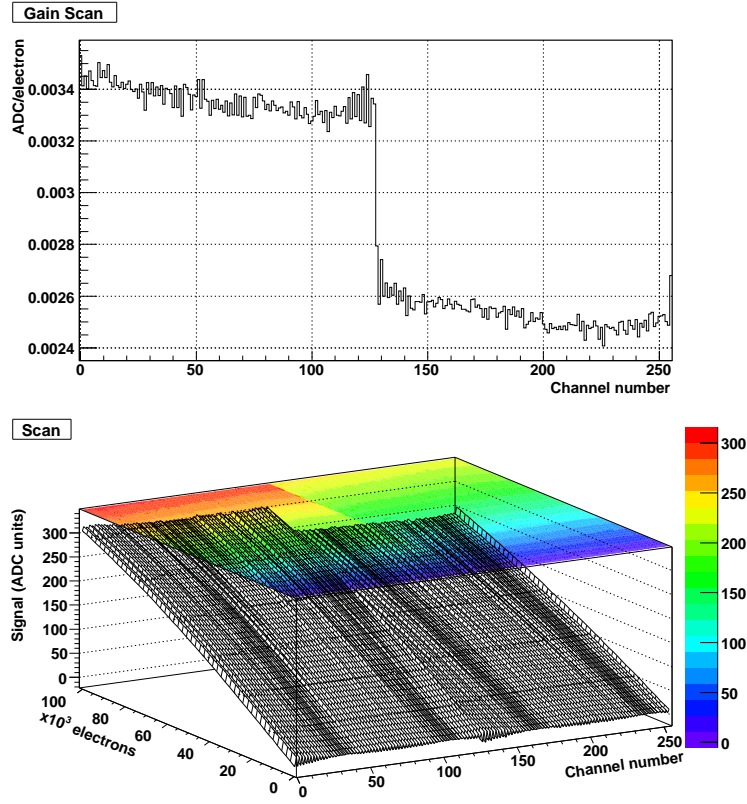 Gain Scan
ADC/electron
0.0034
0.0032
0.003
0.0028
0.0026
0.0024
0 50 100 150 200 250
Channel number
Scan
Signal (ADC units)
300
250
200
150
100
50
0
100 80 60 40 20 0
x10³ electrons
0 50 100 150 200 250
Channel number
300
250
200
150
100
50
0